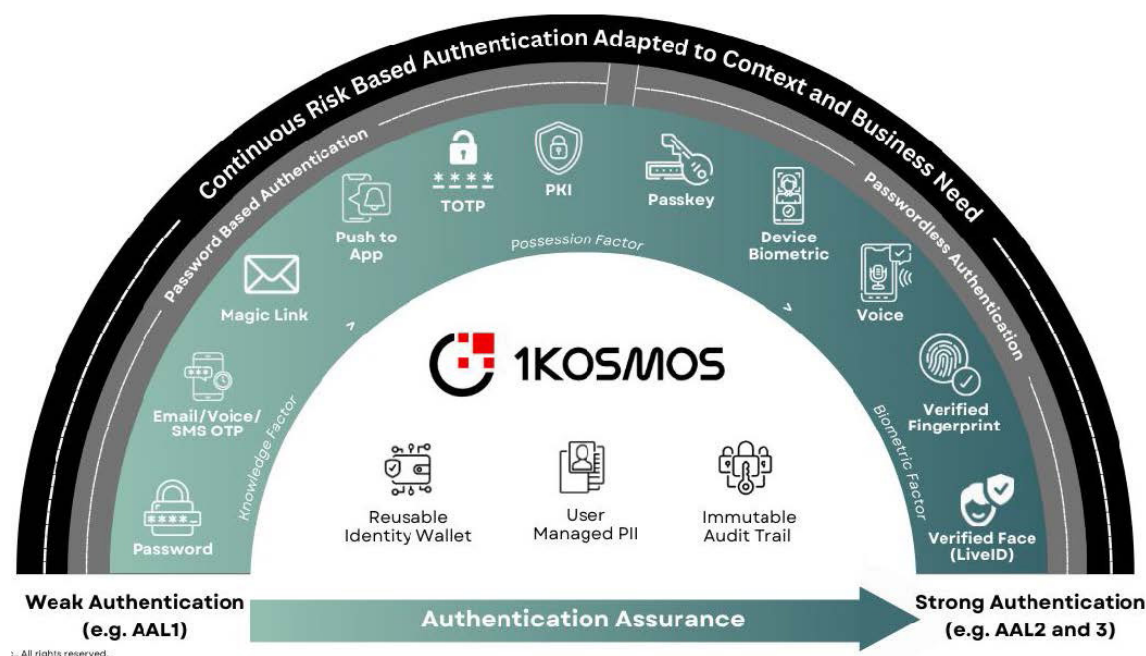 Continuous Risk Based Authentication Adapted to Context and Business Need
Password Based Authentication
Passwordless Authentication
Knowledge Factor
Possession Factor
Biometric Factor
Password
Email/Voice/
SMS OTP
Magic Link
Push to
App
TOTP
PKI
Passkey
Device
Biometric
Voice
Verified
Fingerprint
Verified Face
(LiveID)
1KOSMOS
Reusable
Identity Wallet
User
Managed PII
Immutable
Audit Trail
Weak Authentication
(e.g. AAL1)
Authentication Assurance
Strong Authentication
(e.g. AAL2 and 3)
All rights reserved.